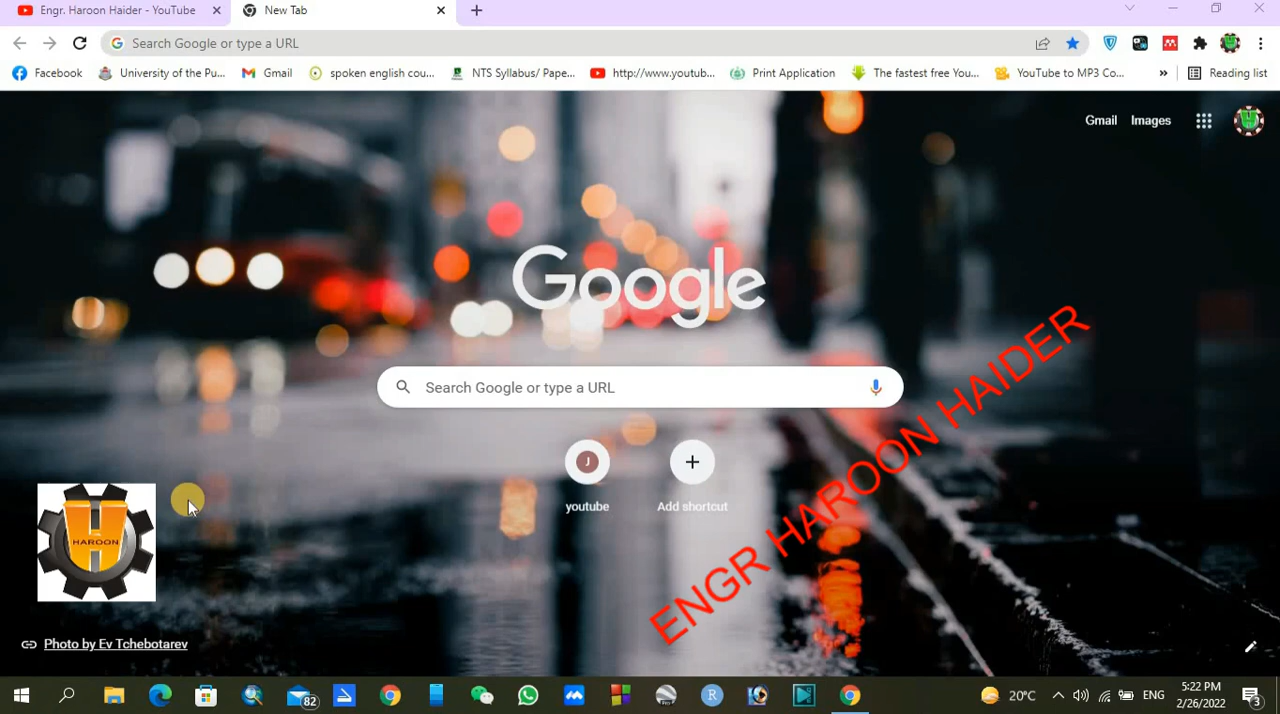 Engr. Haroon Haider - YouTube
New Tab
Search Google or type a URL
Facebook
University of the Pu...
Gmail
spoken english cou...
NTS Syllabus/ Pape...
http://www.youtub...
Print Application
The fastest free You...
YouTube to MP3 Co...
»
Reading list
Gmail
Images
Google
Search Google or type a URL
J
youtube
Add shortcut
ENGR HAROON HAIDER
H
HAROON
Photo by Ev Tchebotarev
82
R
20°C
ENG
5:22 PM
2/26/2022
3